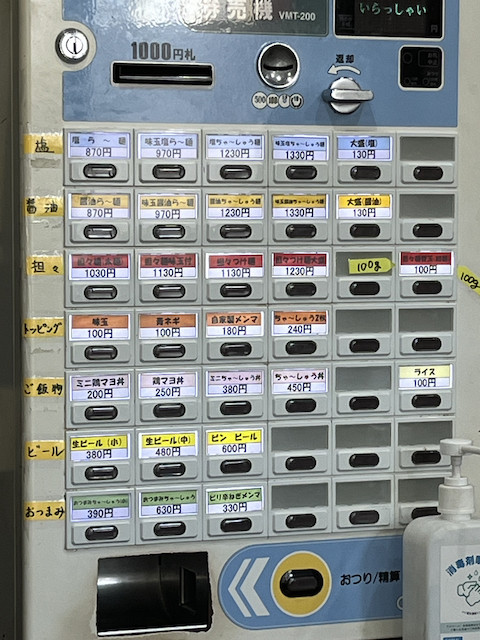 券売機 VMT-200
いらっしゃい
1000円札
返却
500 100 50 10
塩
塩ら～麺 味玉塩ら～麺 塩ちゃ～しゅう麺 味玉塩ちゃ～しゅう麺 大盛(塩)
870円 970円 1230円 1330円 130円
醤油
醤油ら～麺 味玉醤油ら～麺 醤油ちゃ～しゅう麺 味玉醤油ちゃ～しゅう麺 大盛(醤油)
870円 970円 1230円 1330円 130円
担々
担々麺味玉付 担々つけ麺 担々つけ麺大盛 100g
1030円 1130円 1130円 1230円 100円
100g
トッピング
味玉 青ネギ 自家製メンマ ちゃ～しゅう2枚
100円 100円 180円 240円
ご飯物
ミニ鶏マヨ丼 鶏マヨ丼 ミニちゃ～しゅう丼 ちゃ～しゅう丼 ライス
200円 250円 380円 450円 100円
ビール
生ビール(小) 生ビール(中) ビン ビール
380円 480円 600円
おつまみ
おつまみちゃ～しゅう ピリ辛ねぎメンマ
390円 630円 330円
おつり/精算
消毒剤